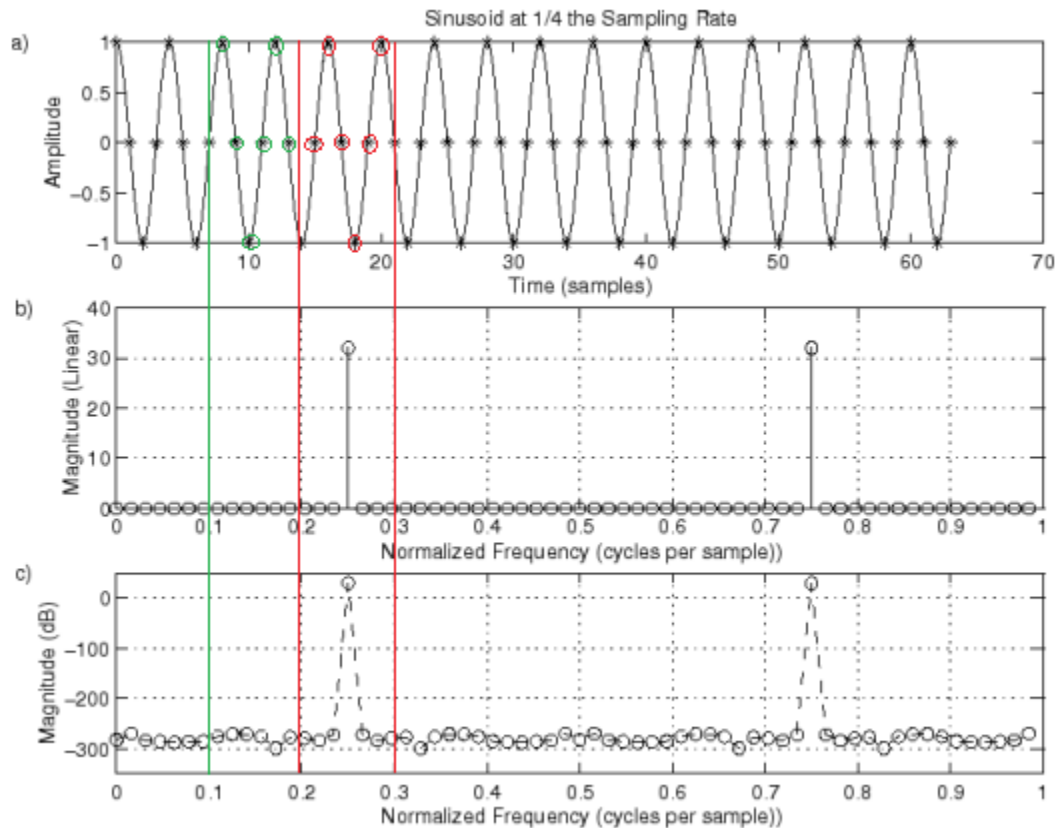 Sinusoid at 1/4 the Sampling Rate
a)
1
0.5
0
−0.5
−1
Amplitude
0 10 20 30 40 50 60 70
Time (samples)
b)
40
30
20
10
0
Magnitude (Linear)
0 0.1 0.2 0.3 0.4 0.5 0.6 0.7 0.8 0.9 1
Normalized Frequency (cycles per sample))
c)
0
−100
−200
−300
Magnitude (dB)
0 0.1 0.2 0.3 0.4 0.5 0.6 0.7 0.8 0.9 1
Normalized Frequency (cycles per sample))